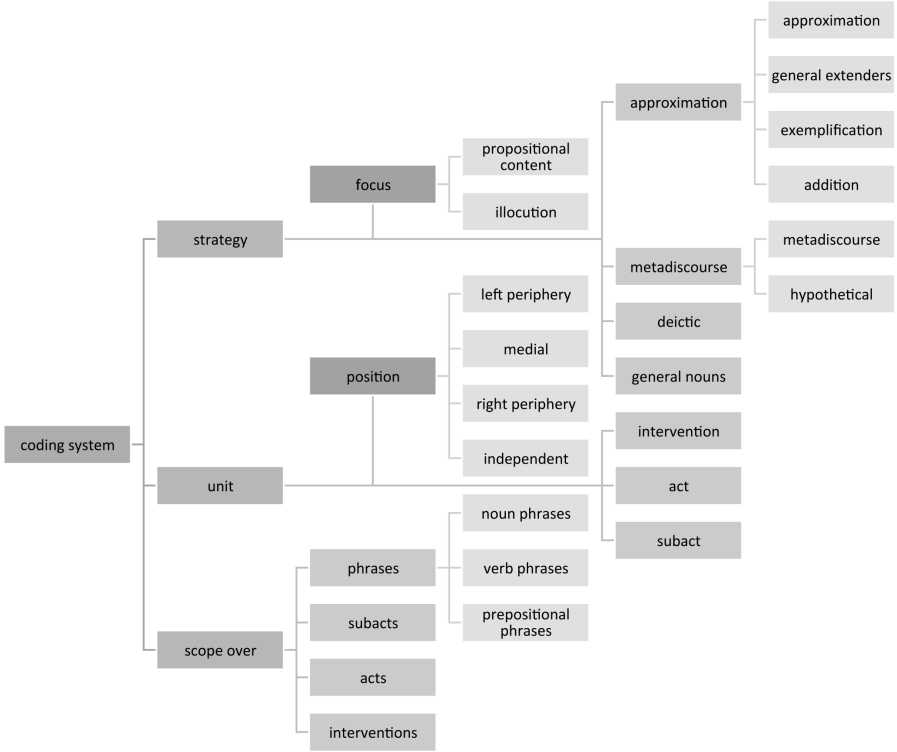 coding system
strategy
focus
propositional
content
illocution
approximation
approximation
general extenders
exemplification
addition
metadiscourse
metadiscourse
hypothetical
deictic
general nouns
unit
position
left periphery
medial
right periphery
independent
intervention
act
subact
scope over
phrases
noun phrases
verb phrases
prepositional
phrases
subacts
acts
interventions